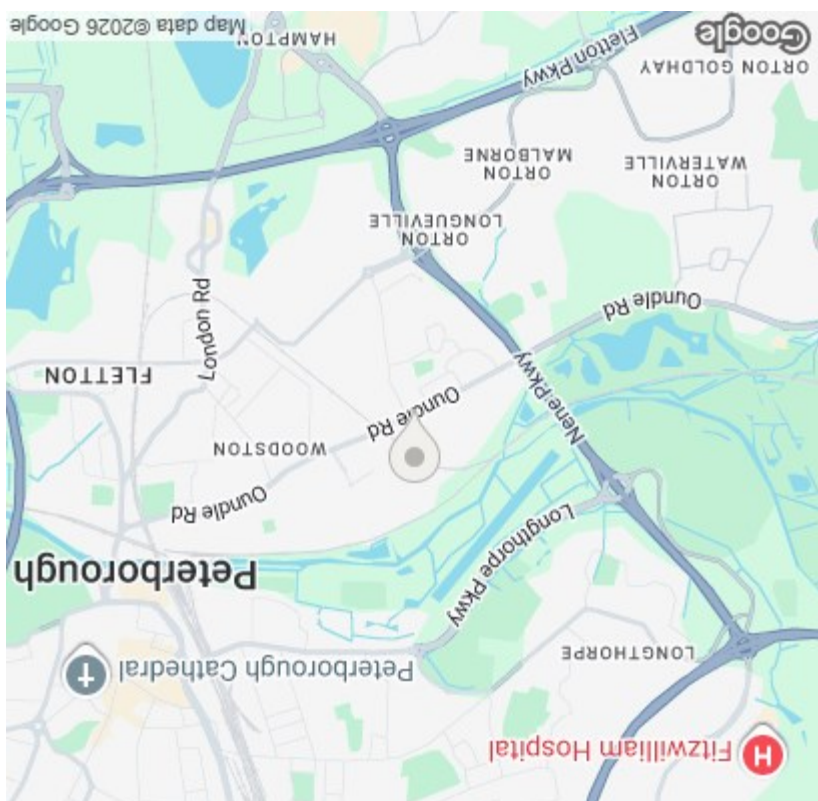 H
Fitzwilliam Hospital
Peterborough Cathedral
LONGTHORPE
Peterborough
Longthorpe Pkwy
Oundle Rd
WOODSTON
Oundle Rd
Nene Pkwy
FLETTON
London Rd
Oundle Rd
ORTON
LONGUEVILLE
ORTON
WATERVILLE
ORTON
MALBORNE
Fletton Pkwy
ORTON GOLDHAY
HAMPTON
Google
Map data ©2026 Google